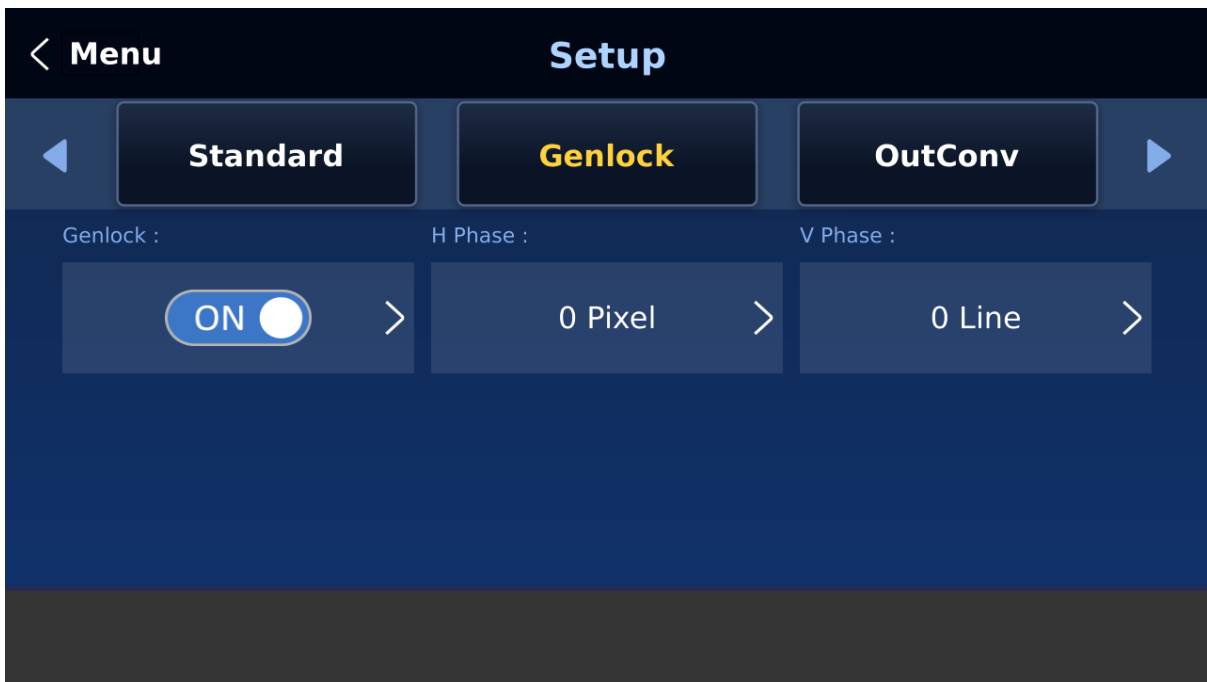 Menu
Setup
Standard
Genlock
OutConv
Genlock :
H Phase :
V Phase :
ON
0 Pixel
0 Line